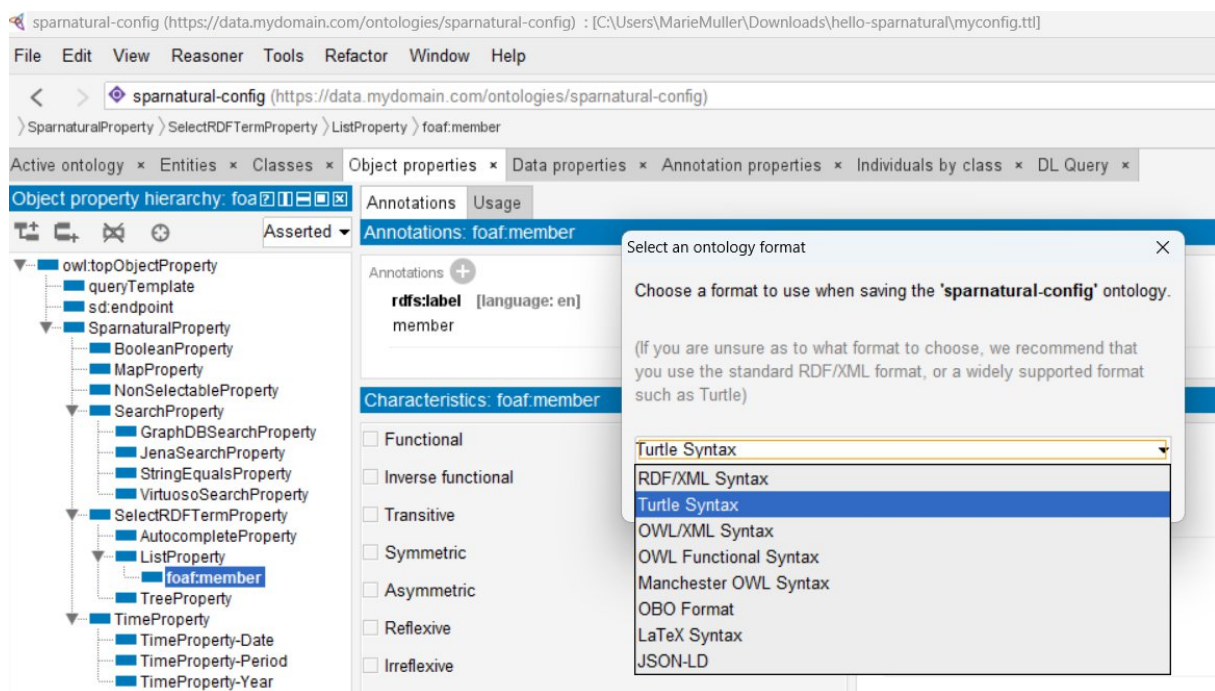 sparnatural-config (https://data.mydomain.com/ontologies/sparnatural-config) : [C:\Users\MarieMuller\Downloads\hello-sparnatural\myconfig.ttl]
File Edit View Reasoner Tools Refactor Window Help
< > sparnatural-config (https://data.mydomain.com/ontologies/sparnatural-config)
〉SparnaturalProperty 〉SelectRDFTermProperty 〉ListProperty 〉foaf:member
Active ontology × Entities × Classes × Object properties × Data properties × Annotation properties × Individuals by class × DL Query ×
Object property hierarchy: foa
Asserted
owl:topObjectProperty
queryTemplate
sd:endpoint
SparnaturalProperty
BooleanProperty
MapProperty
NonSelectableProperty
SearchProperty
GraphDBSearchProperty
JenaSearchProperty
StringEqualsProperty
VirtuosoSearchProperty
SelectRDFTermProperty
AutocompleteProperty
ListProperty
foaf:member
TreeProperty
TimeProperty
TimeProperty-Date
TimeProperty-Period
TimeProperty-Year
Annotations Usage
Annotations: foaf:member
Annotations
rdfs:label [language: en]
member
Characteristics: foaf:member
Functional
Inverse functional
Transitive
Symmetric
Asymmetric
Reflexive
Irreflexive
Select an ontology format
Choose a format to use when saving the 'sparnatural-config' ontology.
(If you are unsure as to what format to choose, we recommend that
you use the standard RDF/XML format, or a widely supported format
such as Turtle)
Turtle Syntax
RDF/XML Syntax
Turtle Syntax
OWL/XML Syntax
OWL Functional Syntax
Manchester OWL Syntax
OBO Format
LaTeX Syntax
JSON-LD